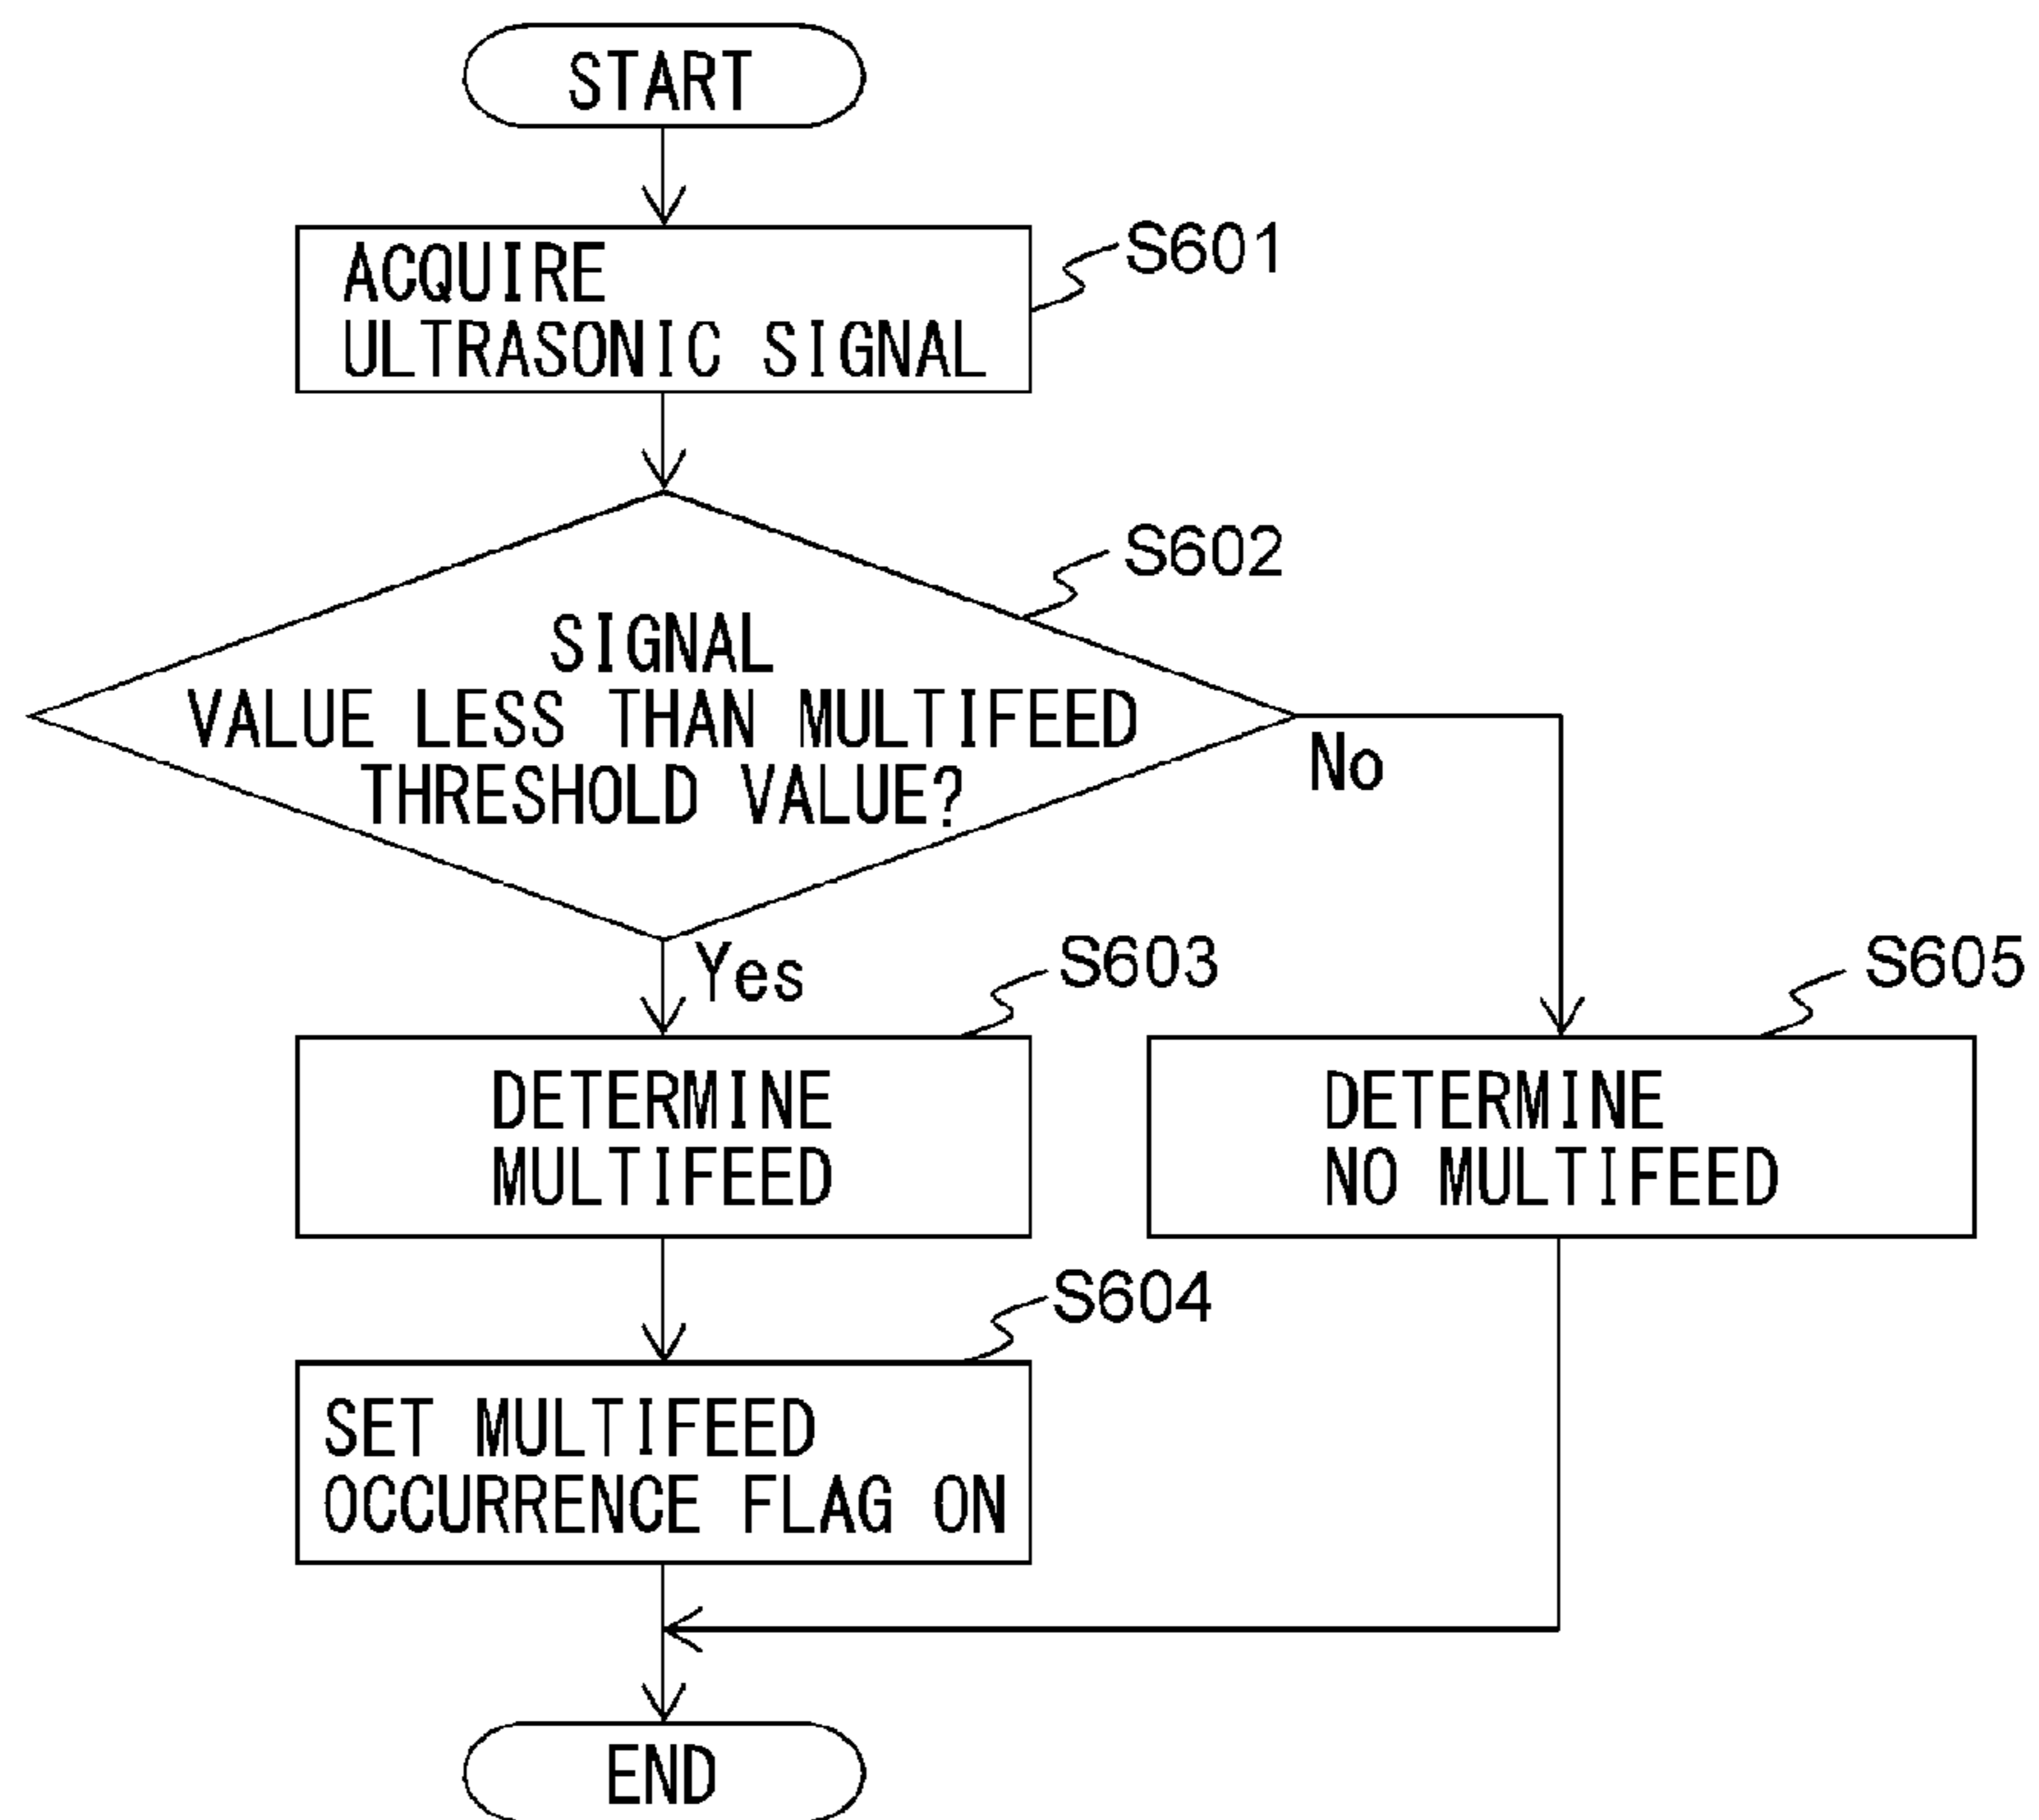 START
ACQUIRE
ULTRASONIC SIGNAL
S601
SIGNAL
VALUE LESS THAN MULTIFEED
THRESHOLD VALUE?
S602
No
Yes
DETERMINE
MULTIFEED
S603
DETERMINE
NO MULTIFEED
S605
SET MULTIFEED
OCCURRENCE FLAG ON
S604
END